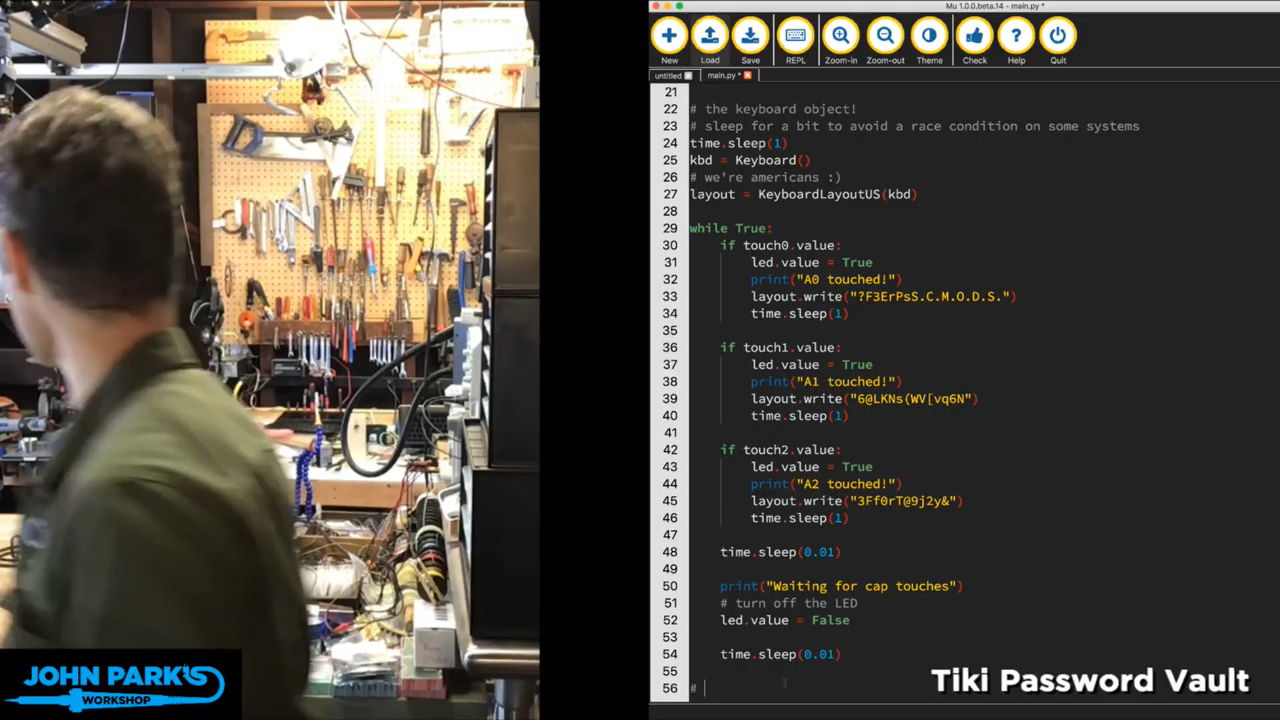 JOHN PARK'S
WORKSHOP
Mu 1.0.0.beta.14 - main.py *
New
Load
Save
REPL
Zoom-in
Zoom-out
Theme
Check
Help
Quit
untitled
main.py *
21
22 # the keyboard object!
23 # sleep for a bit to avoid a race condition on some systems
24 time.sleep(1)
25 kbd = Keyboard()
26 # we're americans :)
27 layout = KeyboardLayoutUS(kbd)
28
29 while True:
30 if touch0.value:
31 led.value = True
32 print("A0 touched!")
33 layout.write("?F3ErPsS.C.M.O.D.S.")
34 time.sleep(1)
35
36 if touch1.value:
37 led.value = True
38 print("A1 touched!")
39 layout.write("6@LKNs(WV[vq6N")
40 time.sleep(1)
41
42 if touch2.value:
43 led.value = True
44 print("A2 touched!")
45 layout.write("3Ff0rT@9j2y&")
46 time.sleep(1)
47
48 time.sleep(0.01)
49
50 print("Waiting for cap touches")
51 # turn off the LED
52 led.value = False
53
54 time.sleep(0.01)
55
56 #
Tiki Password Vault